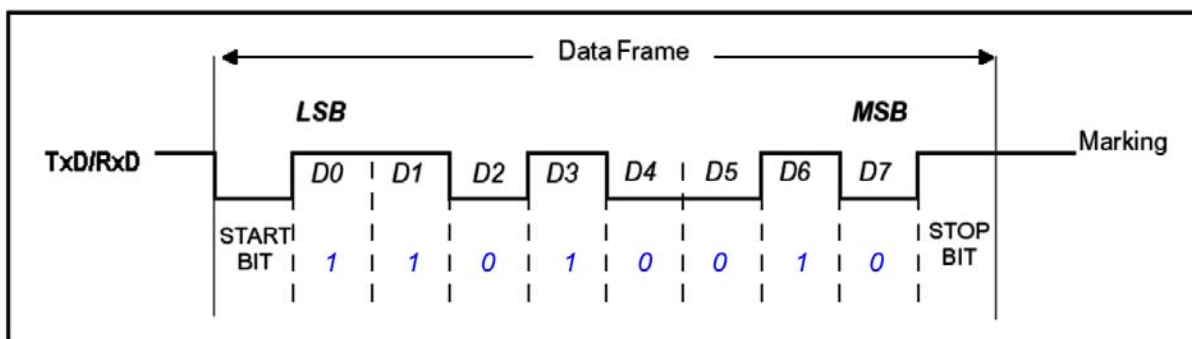 Data Frame
LSB MSB
TxD/RxD D0 D1 D2 D3 D4 D5 D6 D7 Marking
START BIT 1 1 0 1 0 0 1 0 STOP BIT